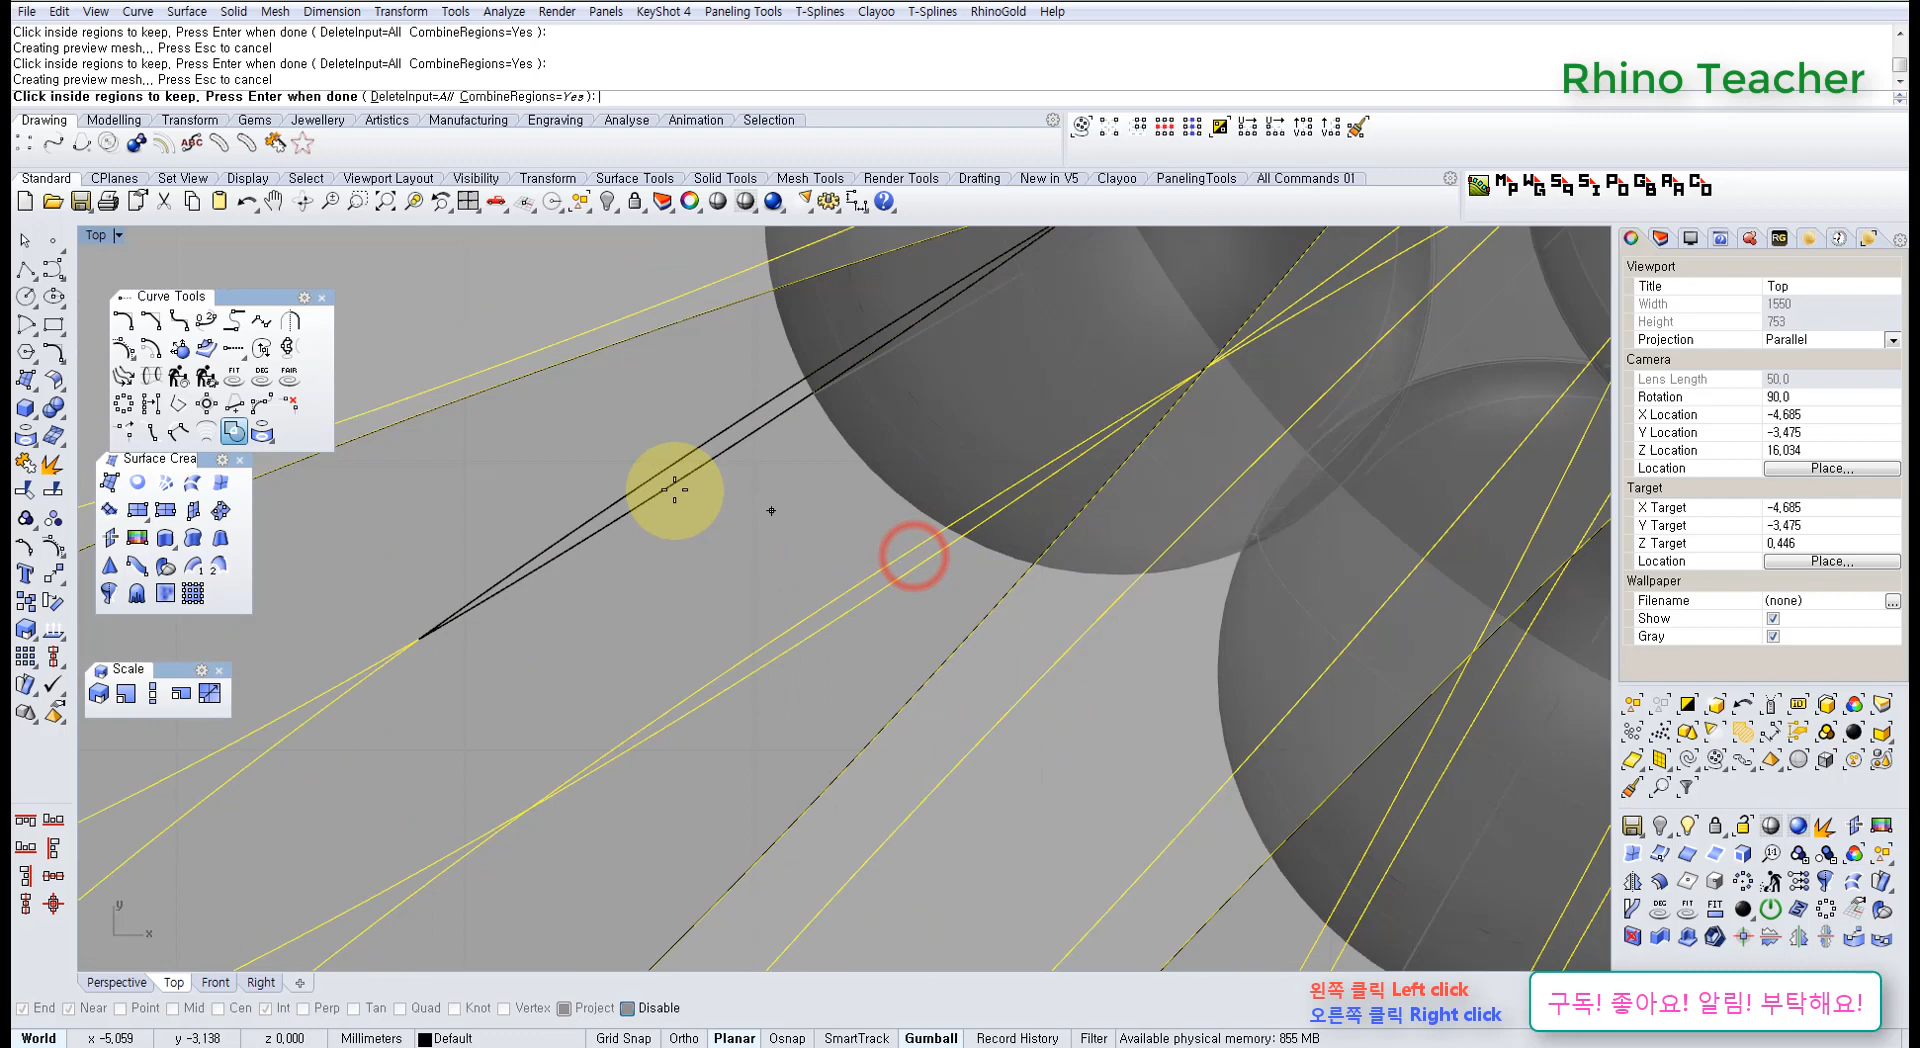 File Edit View Curve Surface Solid Mesh Dimension Transform Tools Analyze Render Panels KeyShot 4 Paneling Tools T-Splines Clayoo T-Splines RhinoGold Help
Click inside regions to keep. Press Enter when done ( DeleteInput=All CombineRegions=Yes ):
Creating preview mesh... Press Esc to cancel
Click inside regions to keep. Press Enter when done ( DeleteInput=All CombineRegions=Yes ):
Creating preview mesh... Press Esc to cancel
Click inside regions to keep. Press Enter when done ( DeleteInput=All CombineRegions=Yes ):
Rhino Teacher
Drawing Modelling Transform Gems Jewellery Artistics Manufacturing Engraving Analyse Animation Selection
Standard CPlanes Set View Display Select Viewport Layout Visibility Transform Curve Tools Surface Tools Solid Tools Mesh Tools Render Tools Drafting New in V5 Clayoo PanelingTools All Commands 01
Top
Curve Tools
Surface Crea
Scale
Viewport
Title Top
Width 1550
Height 753
Projection Parallel
Camera
Lens Length 50.0
Rotation 90.0
X Location -4.685
Y Location -3.475
Z Location 16.034
Location Place...
Target
X Target -4.685
Y Target -3.475
Z Target 0.446
Location Place...
Wallpaper
Filename (none) ...
Show
Gray
y
x
Perspective Top Front Right
End Near Point Mid Cen Int Perp Tan Quad Knot Vertex Project Disable
왼쪽 클릭 Left click
오른쪽 클릭 Right click
구독! 좋아요! 알림! 부탁해요!
World x -5.059 y -3.138 z 0.000 Millimeters Default Grid Snap Ortho Planar Osnap SmartTrack Gumball Record History Filter Available physical memory: 855 MB